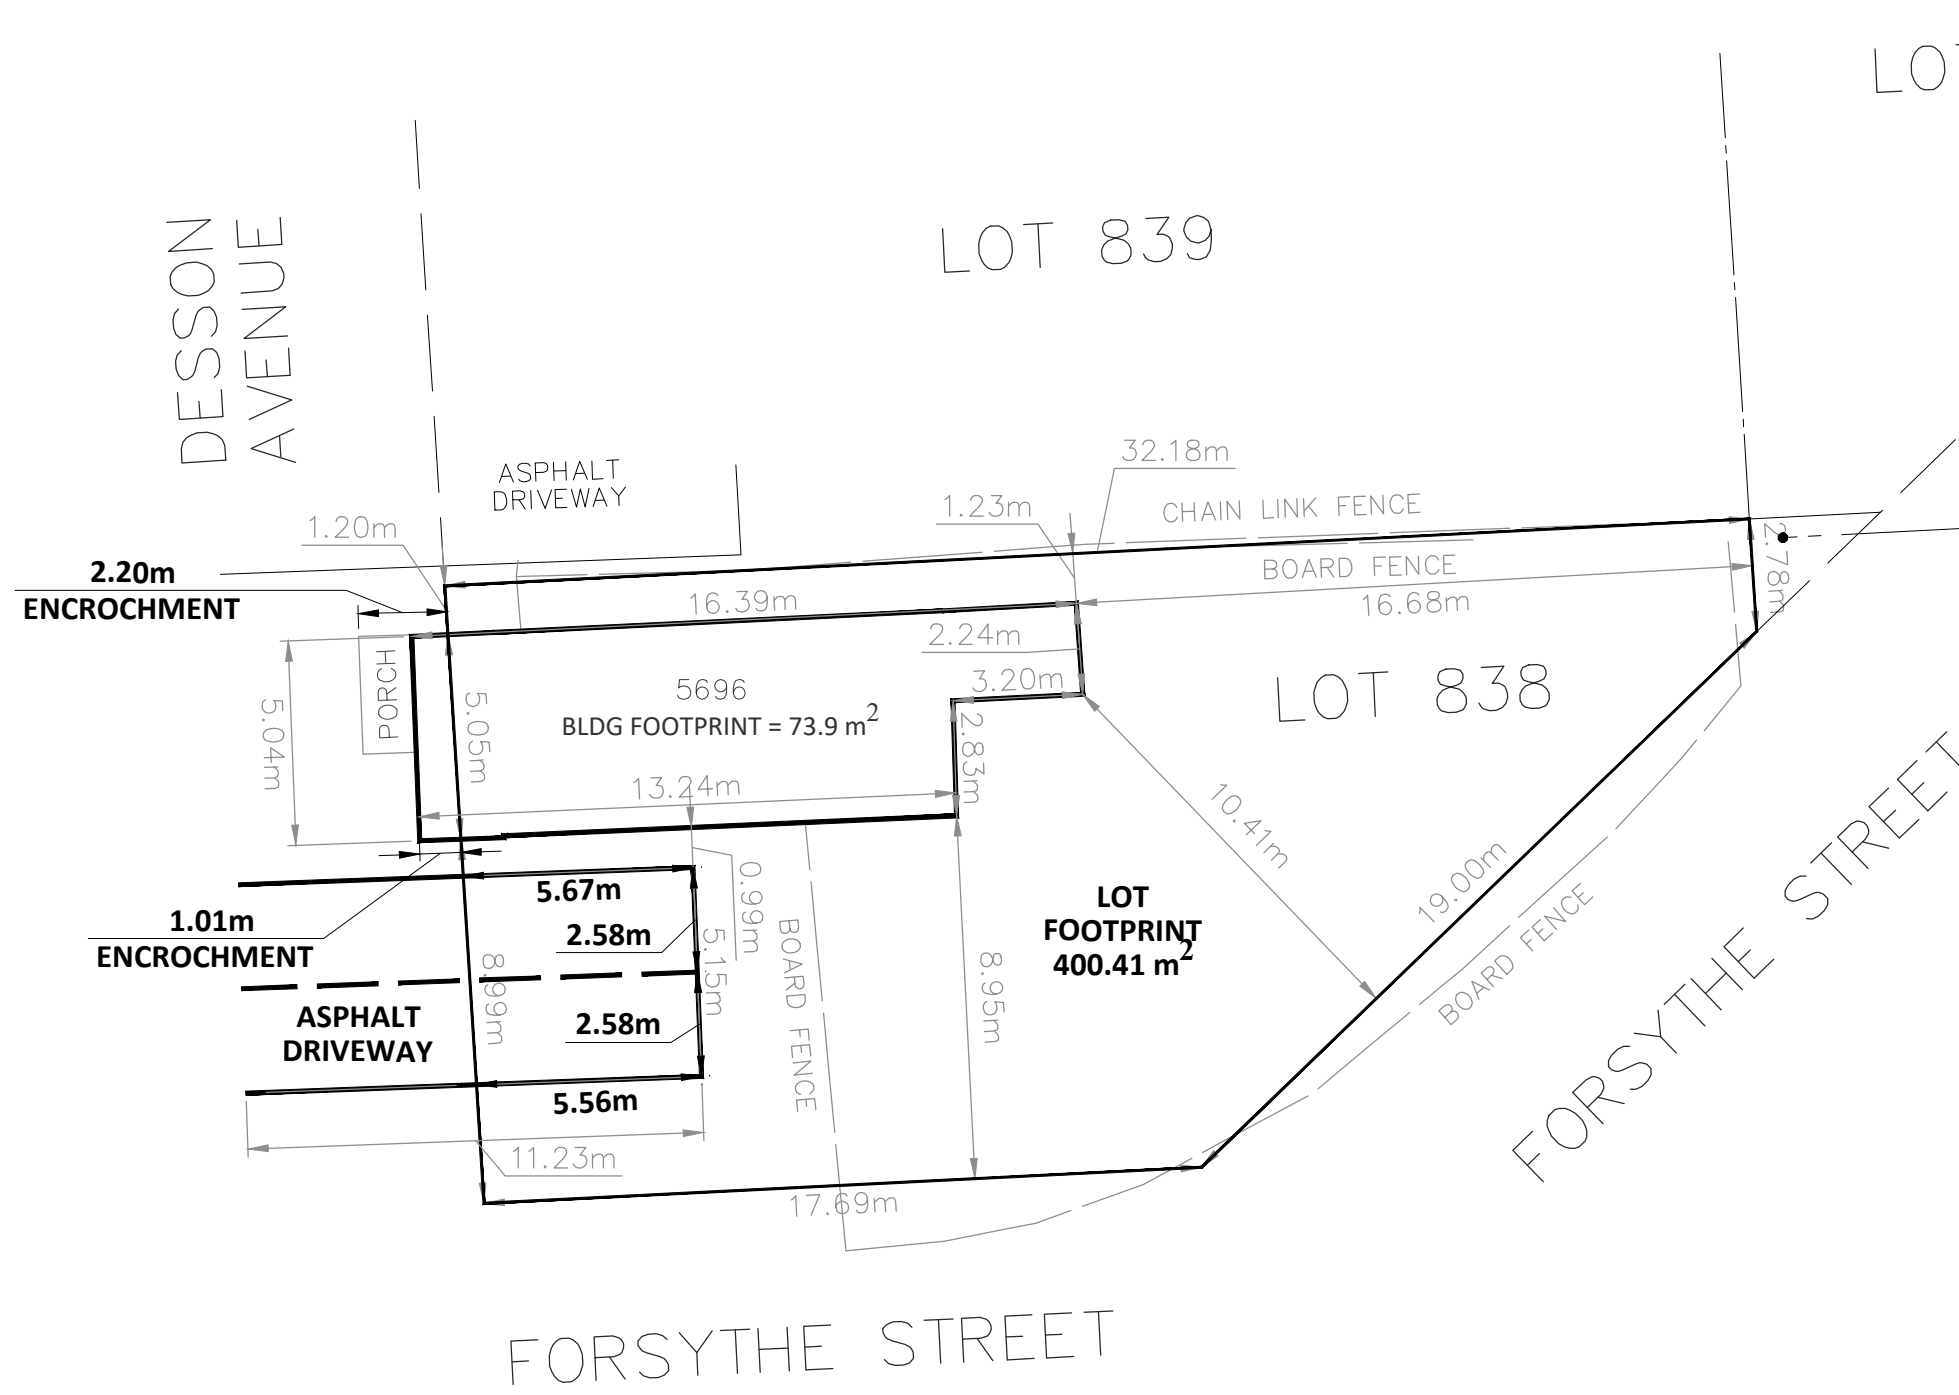 LOT
DESSON
AVENUE
LOT 839
32.18m
ASPHALT
DRIVEWAY
1.23m
CHAIN LINK FENCE
1.20m
2.78m
2.20m
ENCROCHMENT
BOARD FENCE
16.39m
16.68m
2.24m
PORCH
5.04m
5.05m
5696
BLDG FOOTPRINT = 73.9 m2
3.20m
LOT 838
2.83m
13.24m
10.41m
19.00m
FORSYTHE STREET
5.67m
0.99m
LOT
FOOTPRINT
400.41 m2
BOARD FENCE
1.01m
ENCROCHMENT
2.58m
5.15m
BOARD FENCE
8.99m
8.95m
ASPHALT
DRIVEWAY
2.58m
5.56m
11.23m
17.69m
FORSYTHE STREET